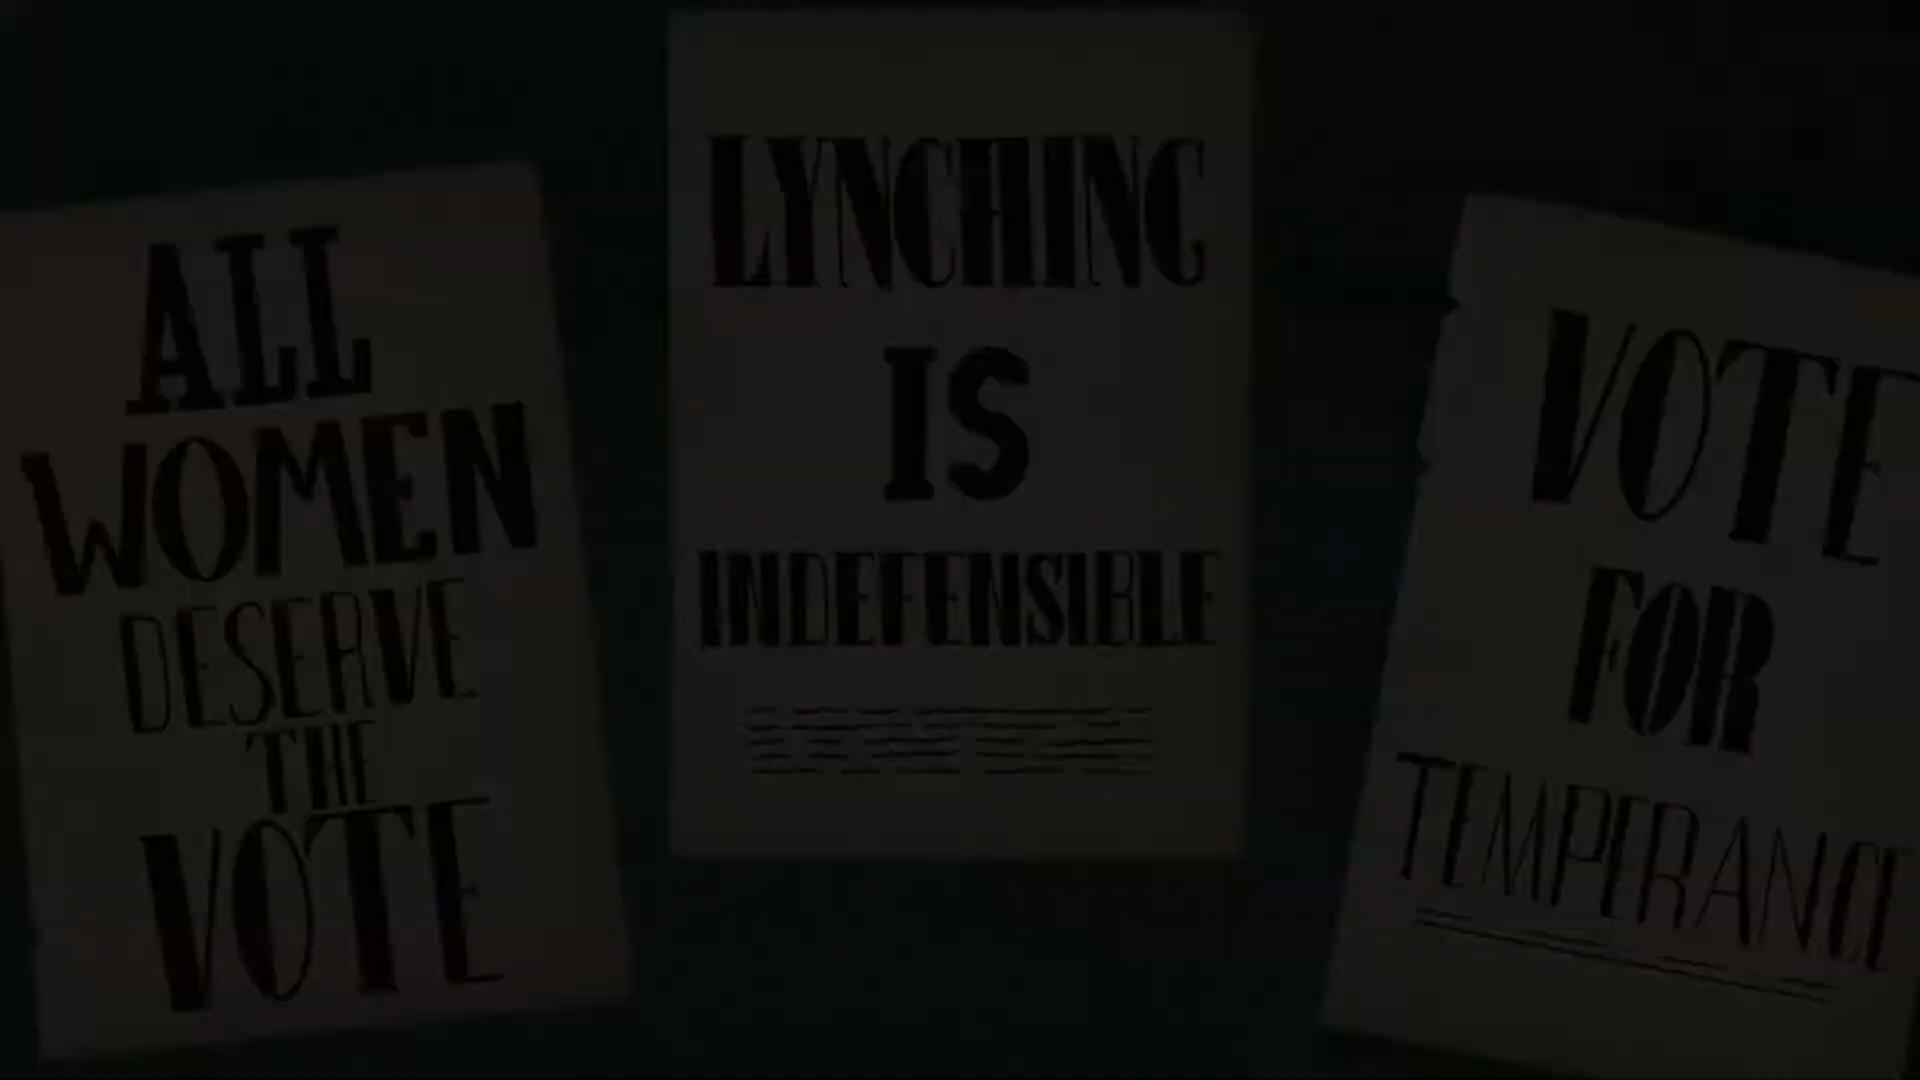 ALL
WOMEN
DESERVE
THE
VOTE
LYNCHING
IS
INDEFENSIBLE
VOTE
FOR
TEMPERANCE